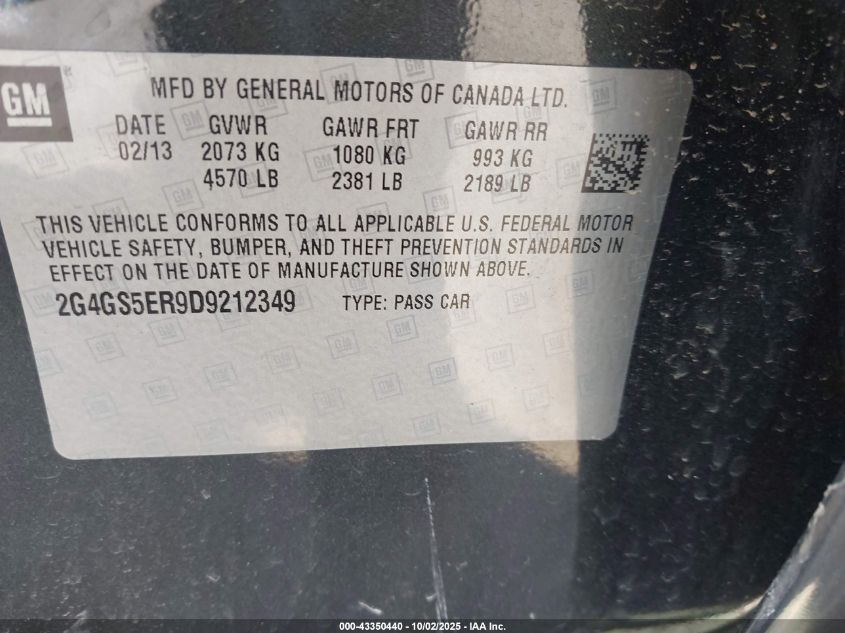 GM
MFD BY GENERAL MOTORS OF CANADA LTD.
DATE GVWR GAWR FRT GAWR RR
02/13 2073 KG 1080 KG 993 KG
4570 LB 2381 LB 2189 LB
THIS VEHICLE CONFORMS TO ALL APPLICABLE U.S. FEDERAL MOTOR
VEHICLE SAFETY, BUMPER, AND THEFT PREVENTION STANDARDS IN
EFFECT ON THE DATE OF MANUFACTURE SHOWN ABOVE.
2G4GS5ER9D9212349 TYPE: PASS CAR
000-43350440 - 10/02/2025 - IAA Inc.